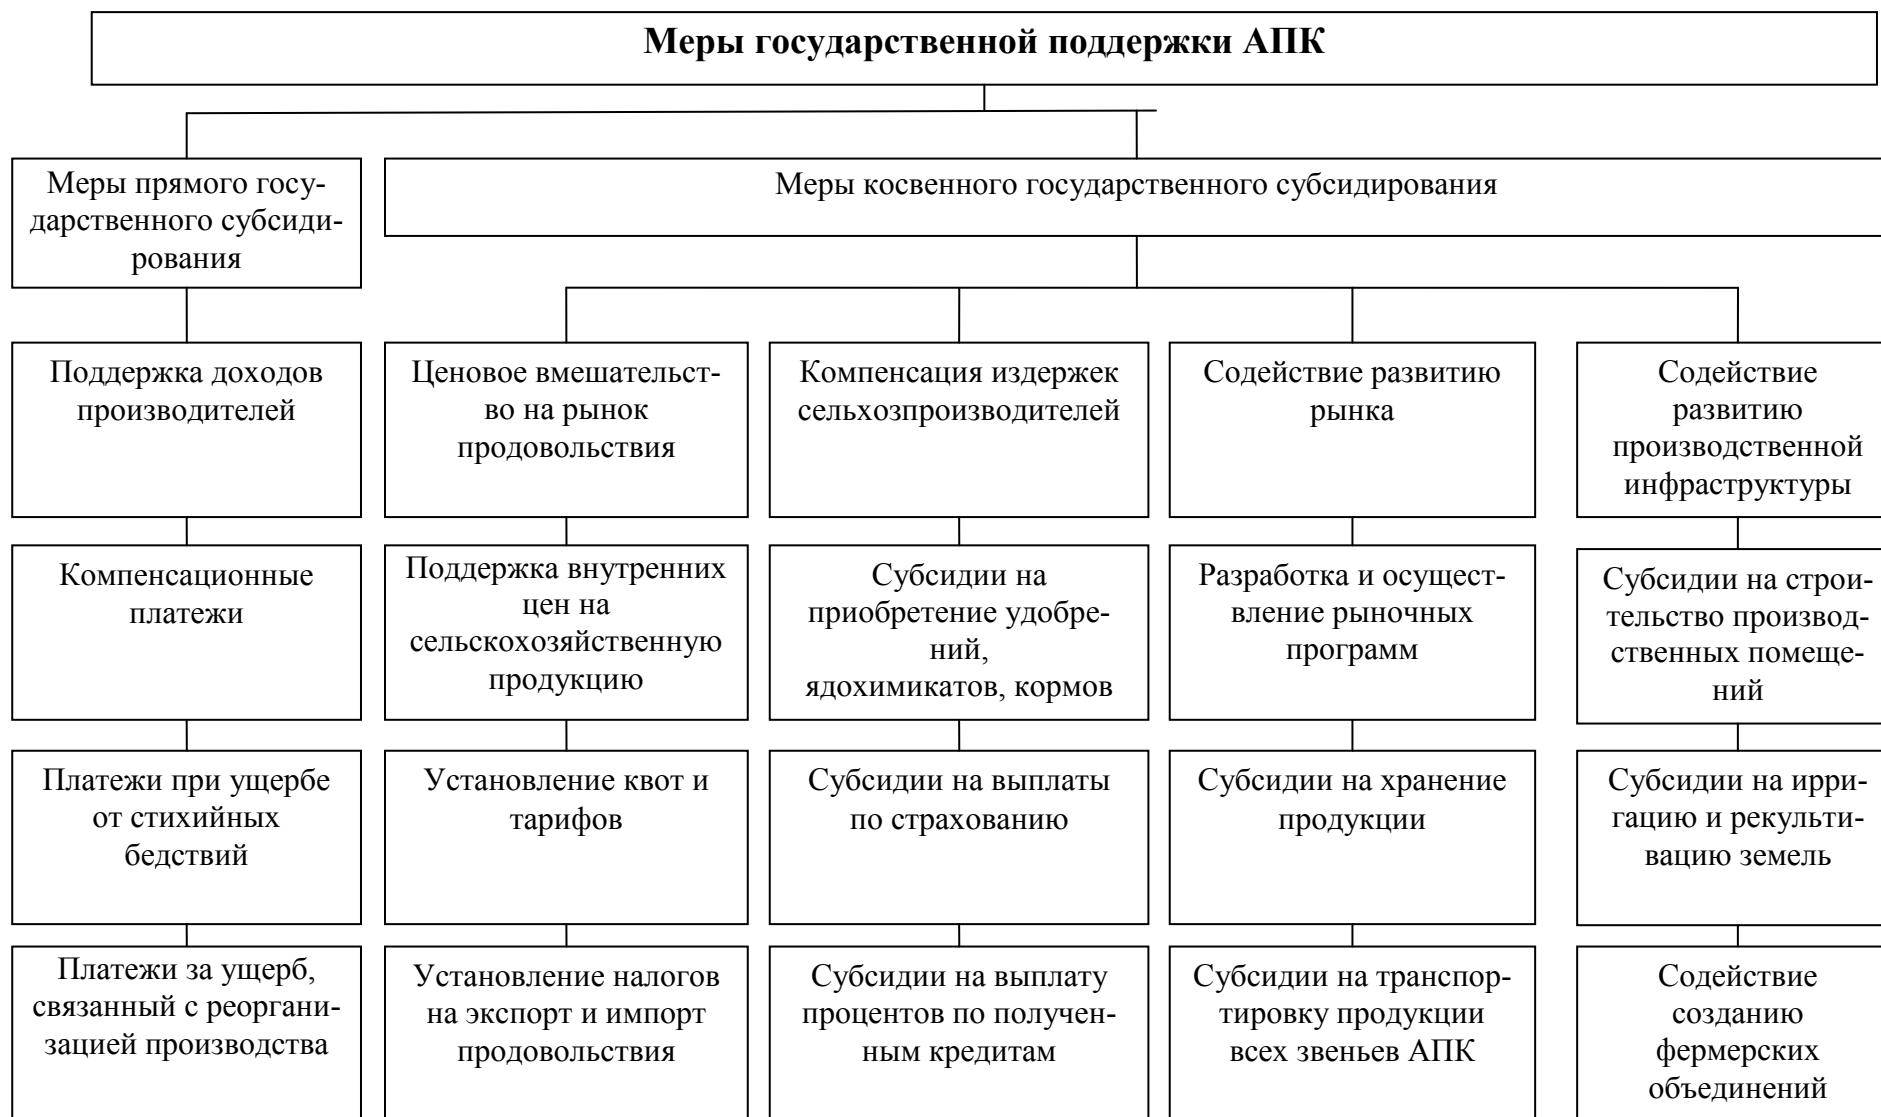 Меры государственной поддержки АПК
Меры прямого госу-
дарственного субсиди-
рования
Меры косвенного государственного субсидирования
Поддержка доходов
производителей
Ценовое вмешательст-
во на рынок
продовольствия
Компенсация издержек
сельхозпроизводителей
Содействие развитию
рынка
Содействие
развитию
производственной
инфраструктуры
Компенсационные
платежи
Поддержка внутренних
цен на
сельскохозяйственную
продукцию
Субсидии на
приобретение удобре-
ний,
ядохимикатов, кормов
Разработка и осущест-
вление рыночных
программ
Субсидии на строи-
тельство производ-
ственных помеще-
ний
Платежи при ущербе
от стихийных
бедствий
Установление квот и
тарифов
Субсидии на выплаты
по страхованию
Субсидии на хранение
продукции
Субсидии на ирри-
гацию и рекульти-
вацию земель
Платежи за ущерб,
связанный с реоргани-
зацией производства
Установление налогов
на экспорт и импорт
продовольствия
Субсидии на выплату
процентов по получен-
ным кредитам
Субсидии на транспор-
тировку продукции
всех звеньев АПК
Содействие
созданию
фермерских
объединений